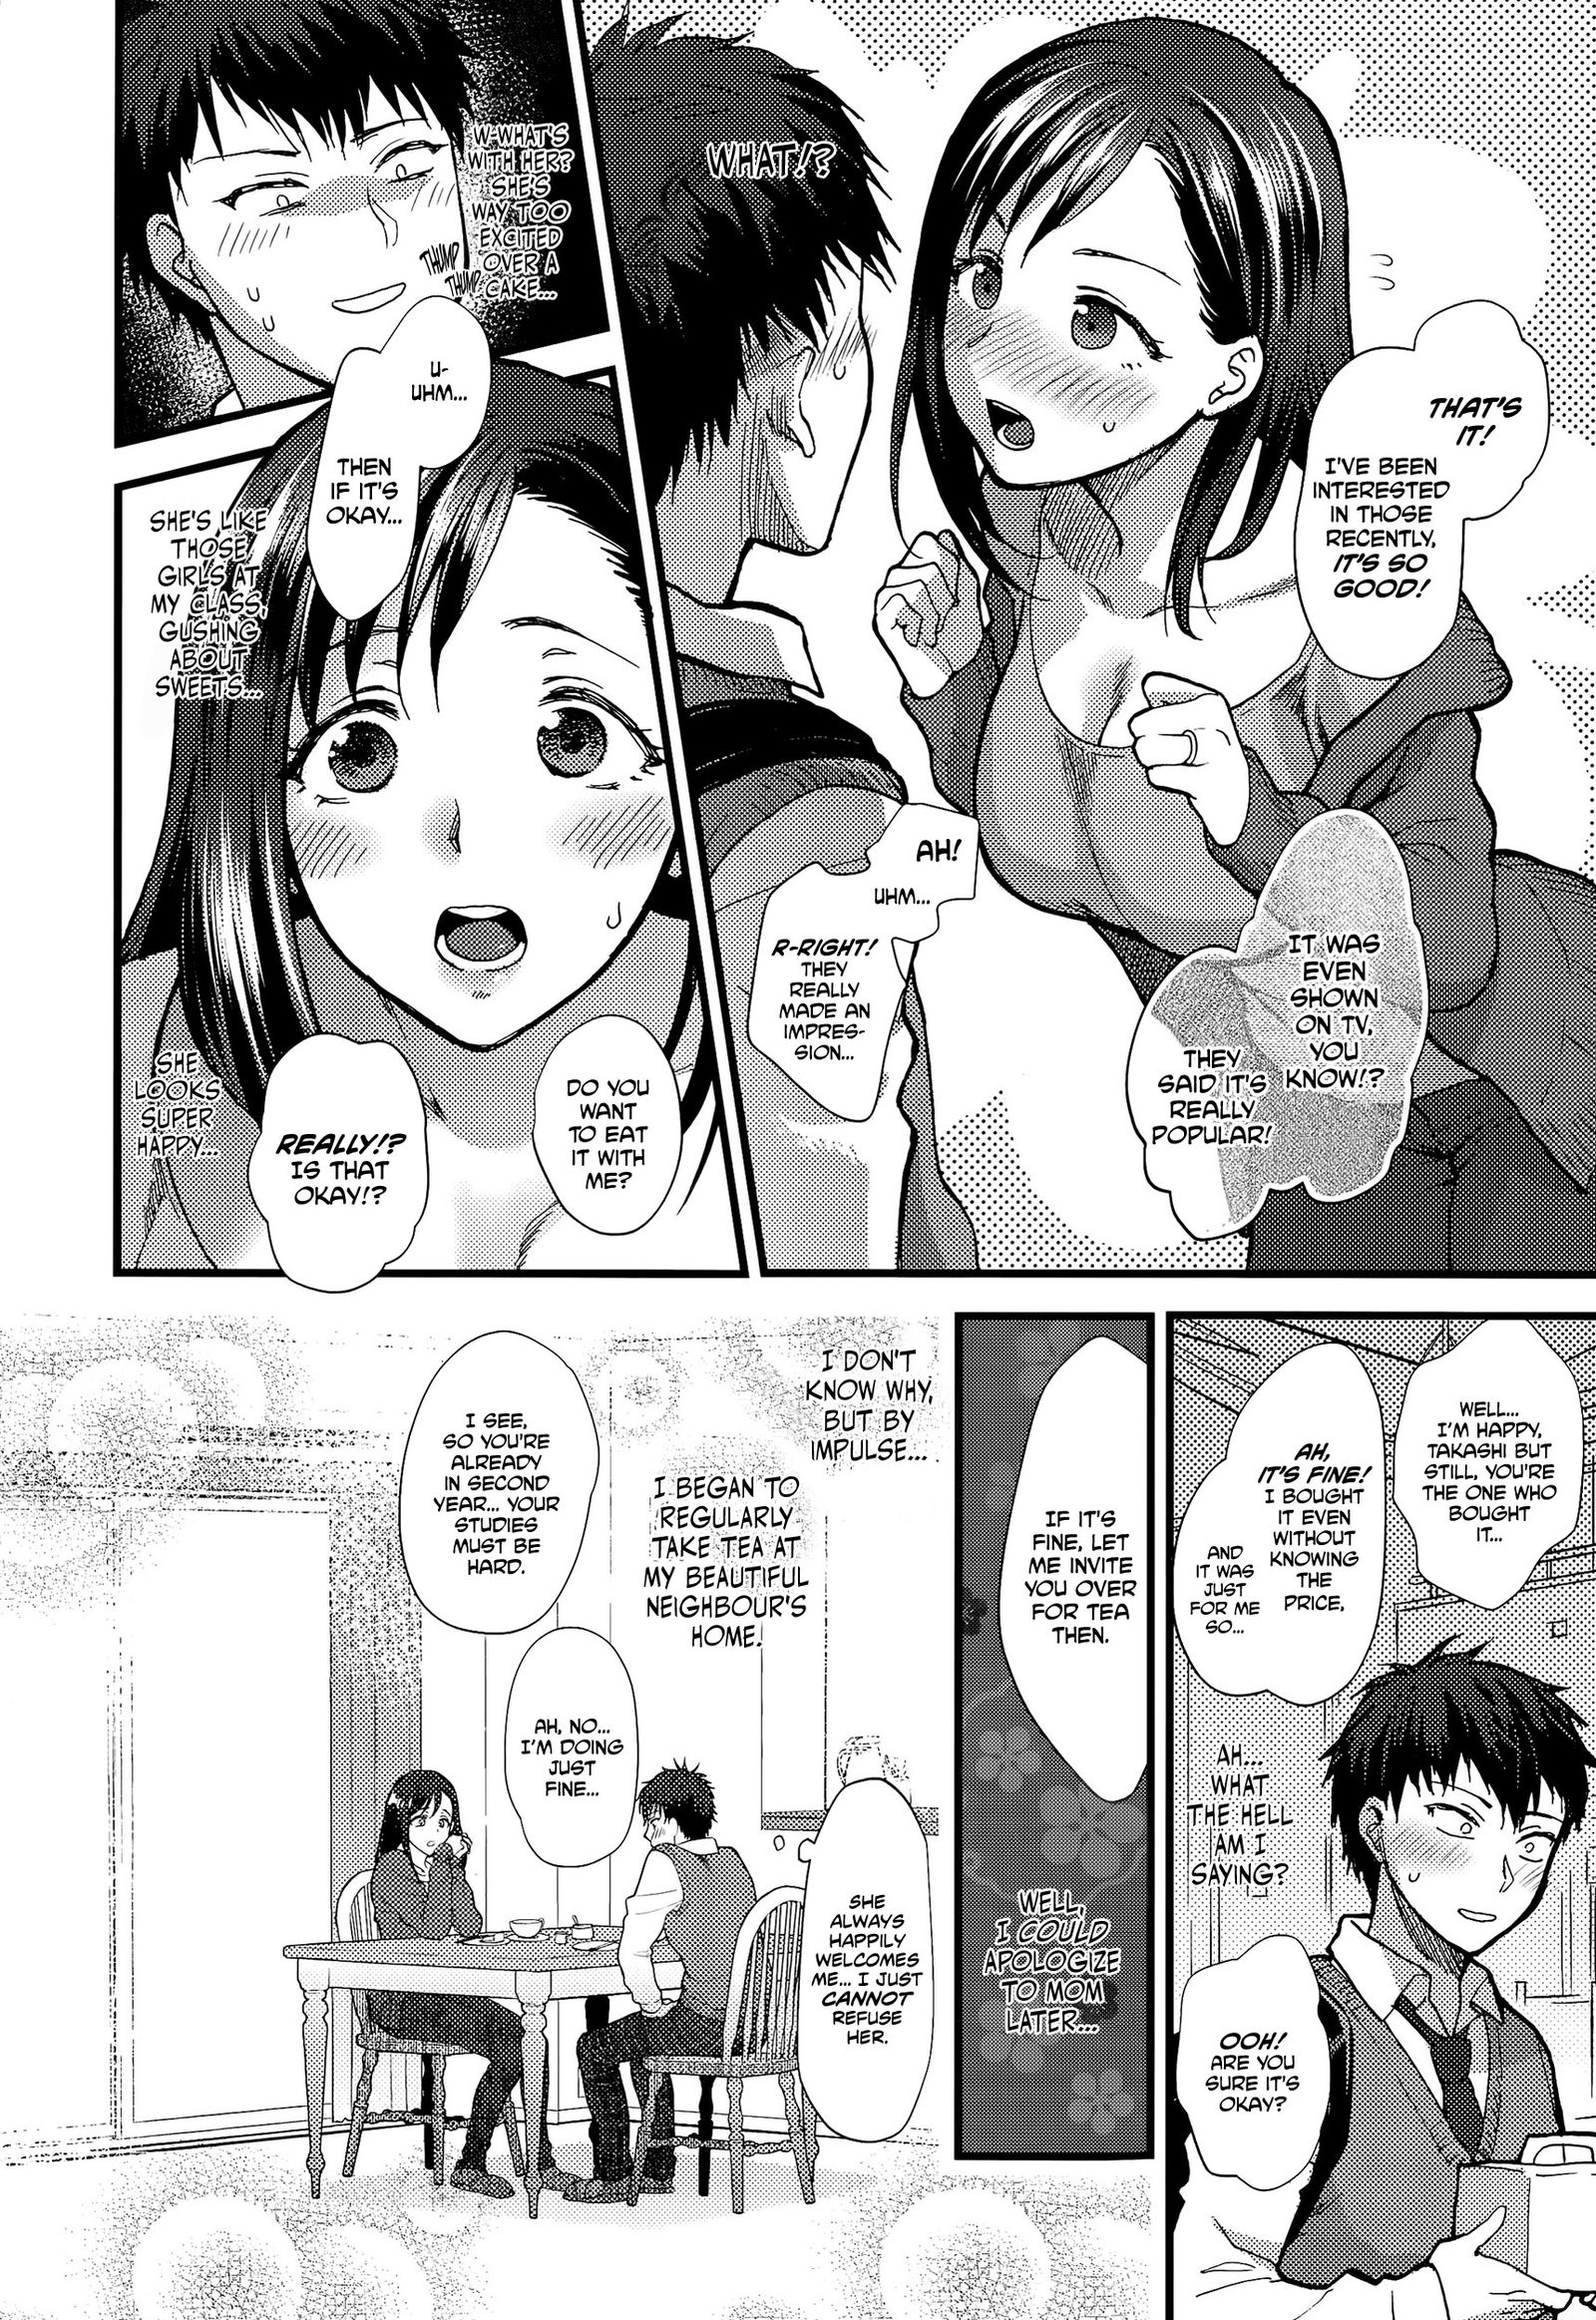 THAT'S
IT!
I'VE BEEN
INTERESTED
IN THOSE
RECENTLY,
IT'S SO
GOOD!
WHAT!?
IT WAS
EVEN
SHOWN
ON TV,
YOU
KNOW!?
THEY
SAID IT'S
REALLY
POPULAR!
AH!
UHM...
R-RIGHT!
THEY
REALLY
MADE AN
IMPRES-
SION...
W-WHAT'S
WITH HER?
SHE'S
WAY TOO
EXCITED
OVER A
CAKE...
THUMP
THUMP
U-
UHM...
THEN
IF IT'S
OKAY...
SHE'S LIKE
THOSE
GIRLS AT
MY CLASS,
GUSHING
ABOUT
SWEETS...
DO YOU
WANT
TO EAT
IT WITH
ME?
REALLY!?
IS THAT
OKAY!?
SHE
LOOKS
SUPER
HAPPY...
WELL...
I'M HAPPY,
TAKASHI BUT
STILL, YOU'RE
THE ONE WHO
BOUGHT
IT...
AH,
IT'S FINE!
I BOUGHT
IT EVEN
WITHOUT
KNOWING
THE
PRICE,
AND
IT WAS
JUST
FOR ME
SO...
AH...
WHAT
THE HELL
AM I
SAYING?
OOH!
ARE YOU
SURE IT'S
OKAY?
IF IT'S
FINE, LET
ME INVITE
YOU OVER
FOR TEA
THEN.
WELL,
I COULD
APOLOGIZE
TO MOM
LATER...
I DON'T
KNOW WHY,
BUT BY
IMPULSE...
I BEGAN TO
REGULARLY
TAKE TEA AT
MY BEAUTIFUL
NEIGHBOUR'S
HOME.
I SEE,
SO YOU'RE
ALREADY
IN SECOND
YEAR... YOUR
STUDIES
MUST BE
HARD.
AH, NO...
I'M DOING
JUST
FINE...
SHE
ALWAYS
HAPPILY
WELCOMES
ME... I JUST
CANNOT
REFUSE
HER.